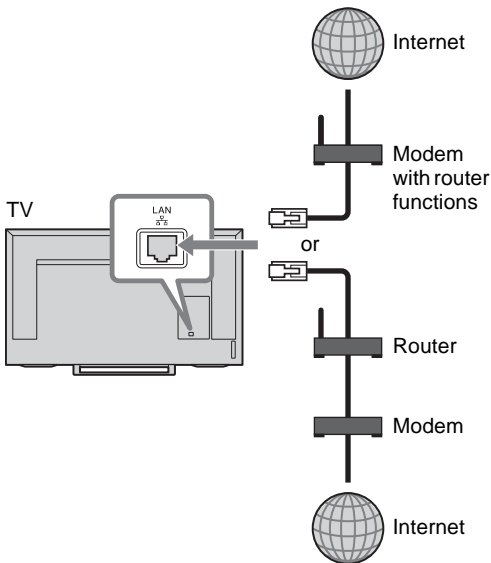 Internet
Modem
with router
functions
TV
LAN
or
Router
Modem
Internet